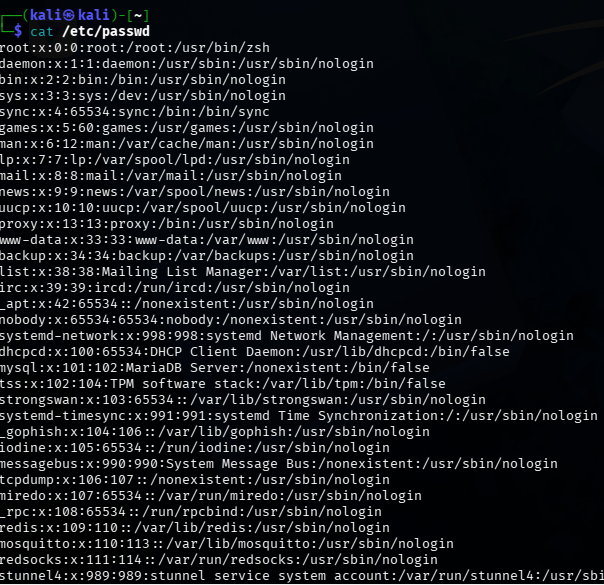 ┌──(kali㉿kali)-[~]
└─$ cat /etc/passwd
root:x:0:0:root:/root:/usr/bin/zsh
daemon:x:1:1:daemon:/usr/sbin:/usr/sbin/nologin
bin:x:2:2:bin:/bin:/usr/sbin/nologin
sys:x:3:3:sys:/dev:/usr/sbin/nologin
sync:x:4:65534:sync:/bin:/bin/sync
games:x:5:60:games:/usr/games:/usr/sbin/nologin
man:x:6:12:man:/var/cache/man:/usr/sbin/nologin
lp:x:7:7:lp:/var/spool/lpd:/usr/sbin/nologin
mail:x:8:8:mail:/var/mail:/usr/sbin/nologin
news:x:9:9:news:/var/spool/news:/usr/sbin/nologin
uucp:x:10:10:uucp:/var/spool/uucp:/usr/sbin/nologin
proxy:x:13:13:proxy:/bin:/usr/sbin/nologin
www-data:x:33:33:www-data:/var/www:/usr/sbin/nologin
backup:x:34:34:backup:/var/backups:/usr/sbin/nologin
list:x:38:38:Mailing List Manager:/var/list:/usr/sbin/nologin
irc:x:39:39:ircd:/run/ircd:/usr/sbin/nologin
_apt:x:42:65534::/nonexistent:/usr/sbin/nologin
nobody:x:65534:65534:nobody:/nonexistent:/usr/sbin/nologin
systemd-network:x:998:998:systemd Network Management:/:/usr/sbin/nologin
dhcpcd:x:100:65534:DHCP Client Daemon:/usr/lib/dhcpcd:/bin/false
mysql:x:101:102:MariaDB Server:/nonexistent:/bin/false
tss:x:102:104:TPM software stack:/var/lib/tpm:/bin/false
strongswan:x:103:65534::/var/lib/strongswan:/usr/sbin/nologin
systemd-timesync:x:991:991:systemd Time Synchronization:/:/usr/sbin/nologin
_gophish:x:104:106::/var/lib/gophish:/usr/sbin/nologin
iodine:x:105:65534::/run/iodine:/usr/sbin/nologin
messagebus:x:990:990:System Message Bus:/nonexistent:/usr/sbin/nologin
tcpdump:x:106:107::/nonexistent:/usr/sbin/nologin
miredo:x:107:65534::/var/run/miredo:/usr/sbin/nologin
_rpc:x:108:65534::/run/rpcbind:/usr/sbin/nologin
redis:x:109:110::/var/lib/redis:/usr/sbin/nologin
mosquitto:x:110:113::/var/lib/mosquitto:/usr/sbin/nologin
redsocks:x:111:114::/var/run/redsocks:/usr/sbin/nologin
stunnel4:x:989:989:stunnel service system account:/var/run/stunnel4:/usr/sbi